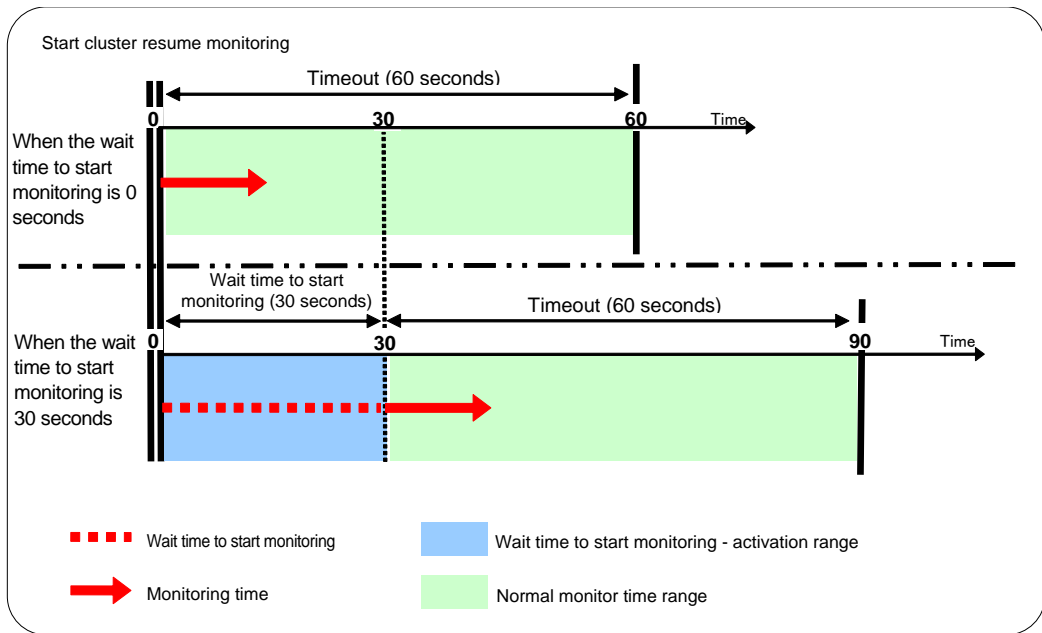 Start cluster resume monitoring
Timeout (60 seconds)
0
30
60
Time
When the wait
time to start
monitoring is 0
seconds
Wait time to start
monitoring (30 seconds)
Timeout (60 seconds)
0
30
90
Time
When the wait
time to start
monitoring is
30 seconds
Wait time to start monitoring
Wait time to start monitoring - activation range
Monitoring time
Normal monitor time range